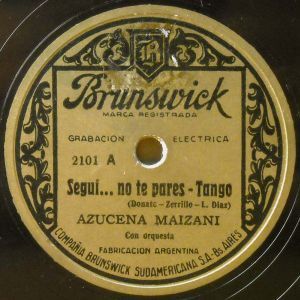 B
Brunswick
MARCA REGISTRADA
GRABACION ELECTRICA
2101 A
Seguí... no te pares - Tango
(Donato - Zerrillo - L. Diaz)
AZUCENA MAIZANI
Con orquesta
FABRICACION ARGENTINA
COMPAÑIA BRUNSWICK SUDAMERICANA S.A-Bs AIRES